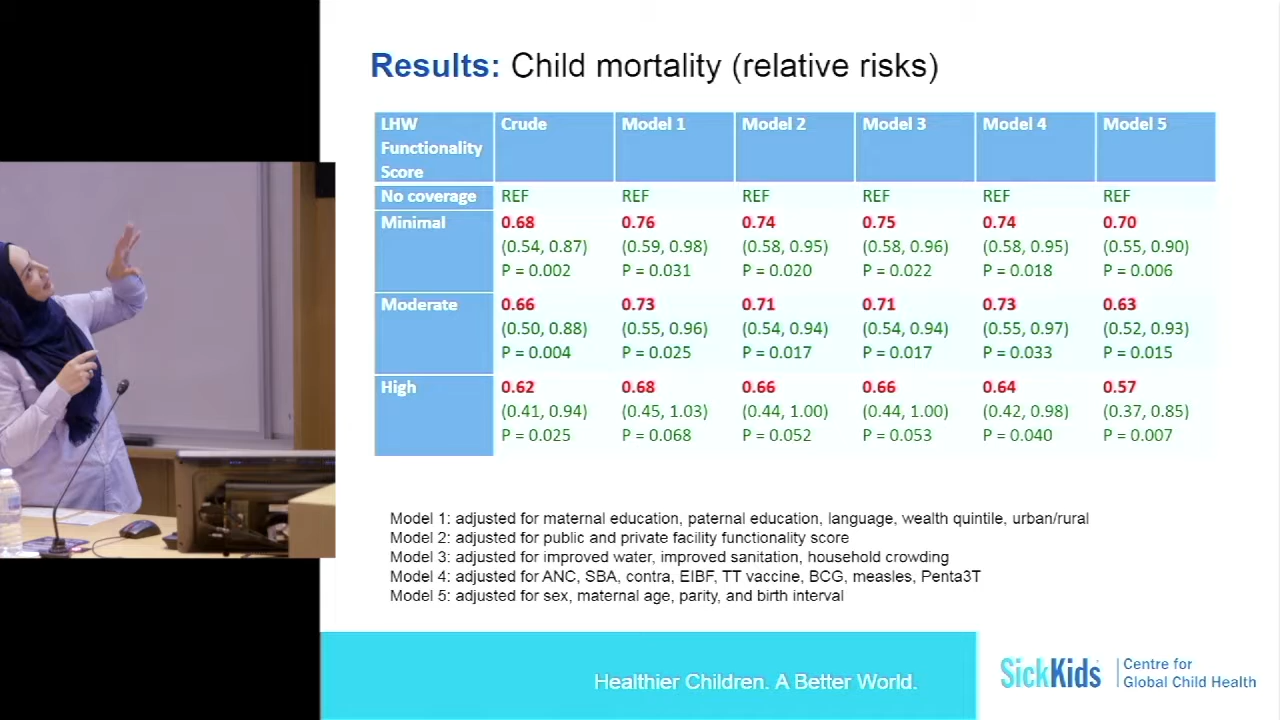 Results: Child mortality (relative risks)
LHW Functionality Score Crude Model 1 Model 2 Model 3 Model 4 Model 5
No coverage REF REF REF REF REF REF
Minimal 0.68 0.76 0.74 0.75 0.74 0.70
(0.54, 0.87) (0.59, 0.98) (0.58, 0.95) (0.58, 0.96) (0.58, 0.95) (0.55, 0.90)
P = 0.002 P = 0.031 P = 0.020 P = 0.022 P = 0.018 P = 0.006
Moderate 0.66 0.73 0.71 0.71 0.73 0.63
(0.50, 0.88) (0.55, 0.96) (0.54, 0.94) (0.54, 0.94) (0.55, 0.97) (0.52, 0.93)
P = 0.004 P = 0.025 P = 0.017 P = 0.017 P = 0.033 P = 0.015
High 0.62 0.68 0.66 0.66 0.64 0.57
(0.41, 0.94) (0.45, 1.03) (0.44, 1.00) (0.44, 1.00) (0.42, 0.98) (0.37, 0.85)
P = 0.025 P = 0.068 P = 0.052 P = 0.053 P = 0.040 P = 0.007
Model 1: adjusted for maternal education, paternal education, language, wealth quintile, urban/rural
Model 2: adjusted for public and private facility functionality score
Model 3: adjusted for improved water, improved sanitation, household crowding
Model 4: adjusted for ANC, SBA, contra, EIBF, TT vaccine, BCG, measles, Penta3T
Model 5: adjusted for sex, maternal age, parity, and birth interval
Healthier Children. A Better World.
SickKids
Centre for
Global Child Health